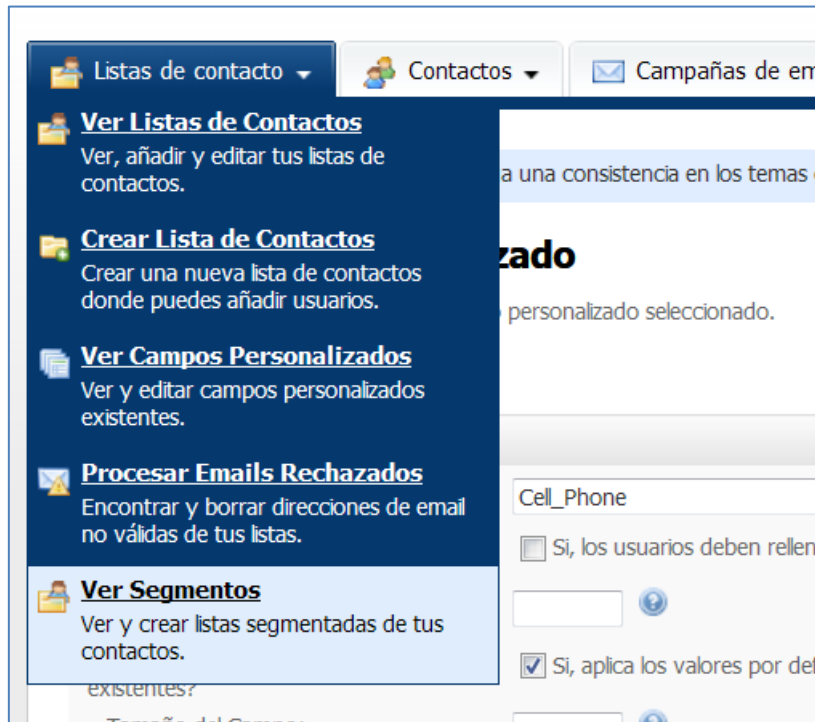 Listas de contacto
Contactos
Campañas de
Ver Listas de Contactos
Ver, añadir y editar tus listas de
contactos.
a una consistencia en los temas
Crear Lista de Contactos
Crear una nueva lista de contactos
donde puedes añadir usuarios.
zado
personalizado seleccionado.
Ver Campos Personalizados
Ver y editar campos personalizados
existentes.
Procesar Emails Rechazados
Encontrar y borrar direcciones de email
no válidas de tus listas.
Cell_Phone
Si, los usuarios deben rellen
Ver Segmentos
Ver y crear listas segmentadas de tus
contactos.
Si, aplica los valores por def
existentes?